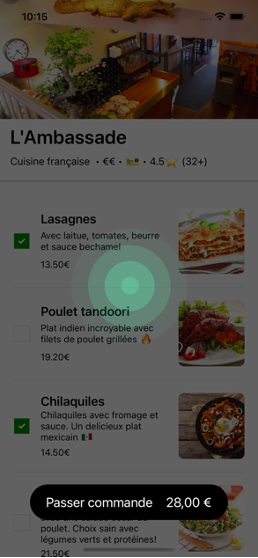 10:15
L'Ambassade
Cuisine française • €€ • 💵 • 4.5⭐ (32+)
Lasagnes
Avec laitue, tomates, beurre
et sauce bechamel!
13.50€
Poulet tandoori
Plat indien incroyable avec
filets de poulet grillées 🔥
19.20€
Chilaquiles
Chilaquiles avec fromage et
sauce. Un delicieux plat
mexicain 🇲🇽
14.50€
Passer commande 28,00 €
poulet. Choix sain avec
légumes verts et protéines!
21.50€